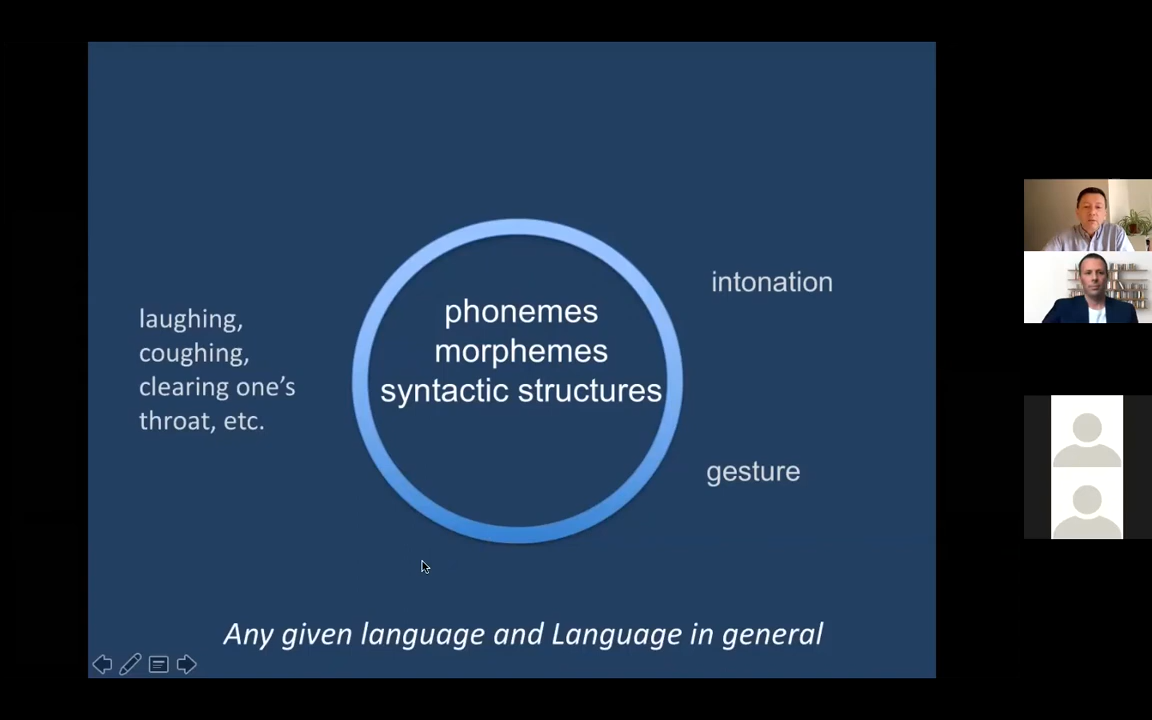 laughing,
coughing,
clearing one’s
throat, etc.
phonemes
morphemes
syntactic structures
intonation
gesture
Any given language and Language in general